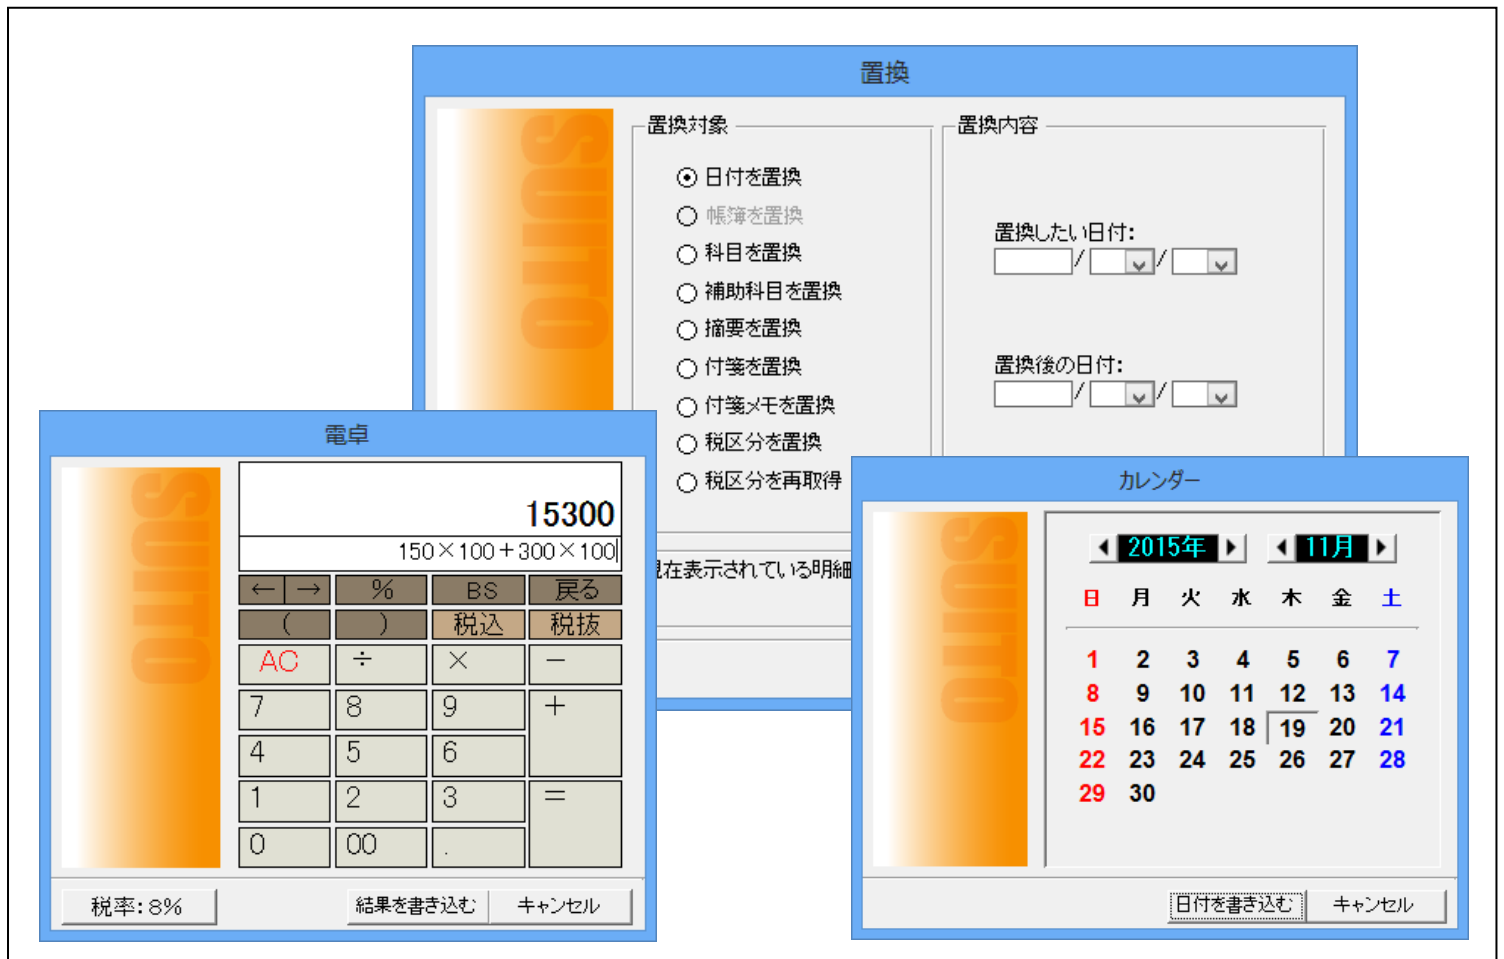 置換
SUITO
置換対象
日付を置換
帳簿を置換
科目を置換
補助科目を置換
摘要を置換
付箋を置換
付箋メモを置換
税区分を置換
税区分を再取得
置換内容
置換したい日付:
/ /
置換後の日付:
/ /
在表示されている明細
電卓
SUITO
15300
150×100+300×100
← → % BS 戻る
( ) 税込 税抜
AC ÷ × −
7 8 9 +
4 5 6
1 2 3 =
0 00 .
税率:8% 結果を書き込む キャンセル
カレンダー
SUITO
2015年 11月
日 月 火 水 木 金 土
1 2 3 4 5 6 7
8 9 10 11 12 13 14
15 16 17 18 19 20 21
22 23 24 25 26 27 28
29 30
日付を書き込む キャンセル